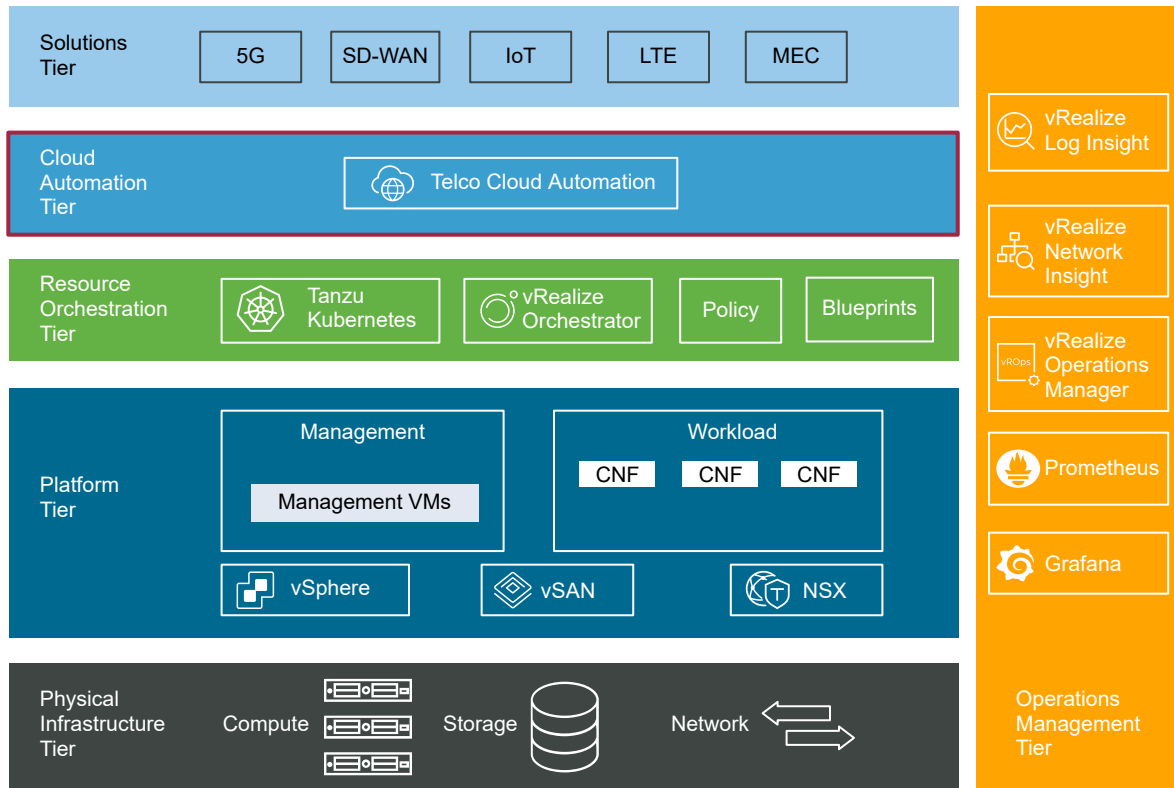 Solutions
Tier
5G
SD-WAN
IoT
LTE
MEC
Cloud
Automation
Tier
Telco Cloud Automation
Resource
Orchestration
Tier
Tanzu
Kubernetes
vRealize
Orchestrator
Policy
Blueprints
Platform
Tier
Management
Management VMs
Workload
CNF
CNF
CNF
vSphere
vSAN
T
NSX
Physical
Infrastructure
Tier
Compute
Storage
Network
vRealize
Log Insight
vRealize
Network
Insight
vROps
vRealize
Operations
Manager
Prometheus
Grafana
Operations
Management
Tier